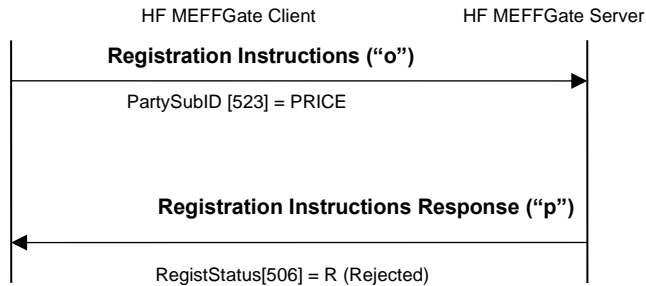 HF MEFFGate Client
HF MEFFGate Server
Registration Instructions (“o”)
PartySubID [523] = PRICE
Registration Instructions Response (“p”)
RegistStatus[506] = R (Rejected)